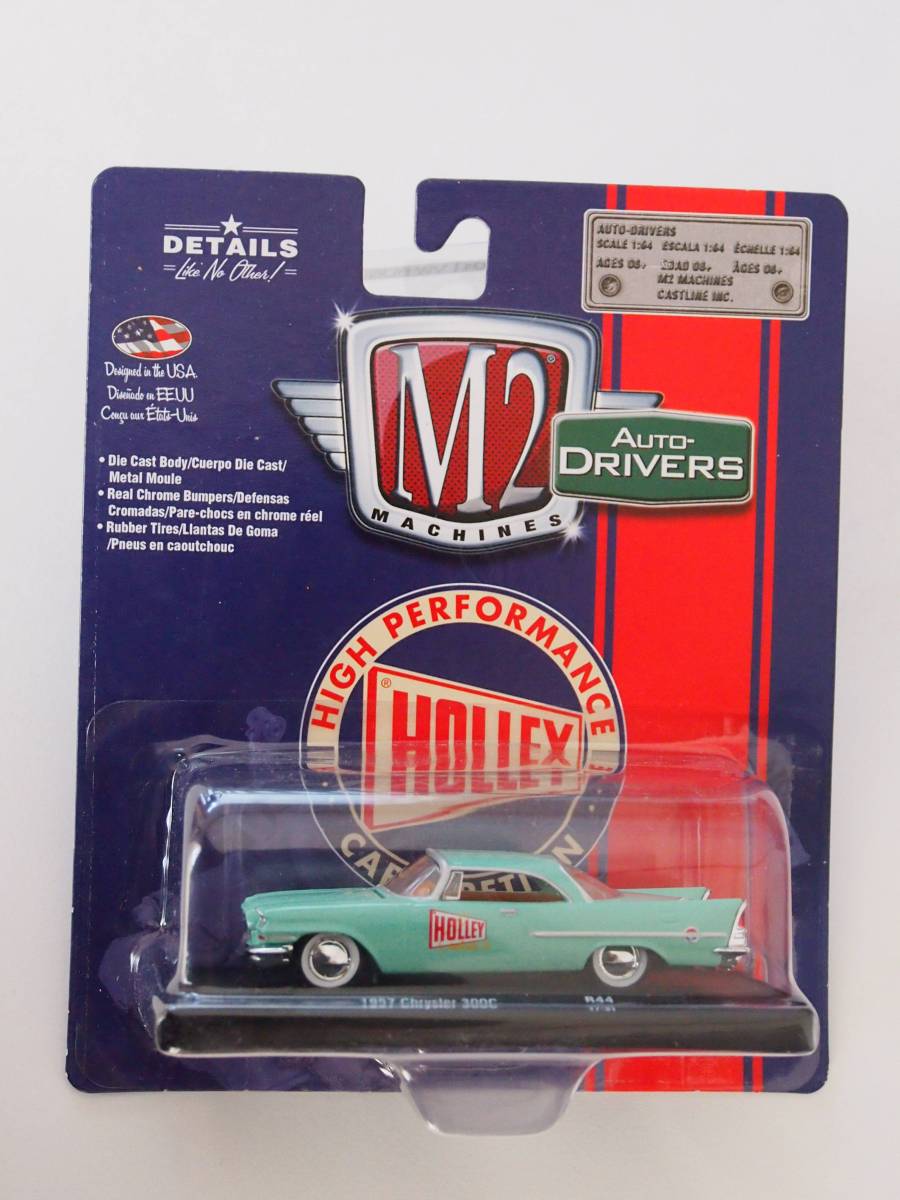 DETAILS
Like No Other!
Designed in the USA.
Diseñado en EEUU
Conçu aux États-Unis
• Die Cast Body/Cuerpo Die Cast/
Metal Moule
• Real Chrome Bumpers/Defensas
Cromadas/Pare-chocs en chrome réel
• Rubber Tires/Llantas De Goma
/Pneus en caoutchouc
AUTO-DRIVERS
SCALE 1:64 ESCALA 1:64 ÉCHELLE 1:64
AGES 08+ EDAD 08+ ÂGES 08+
M2 MACHINES
CASTLINE INC.
M2®
MACHINES
AUTO-
DRIVERS
HIGH PERFORMANCE
® HOLLEY
HOLLEY
1957 Chrysler 300C
R44